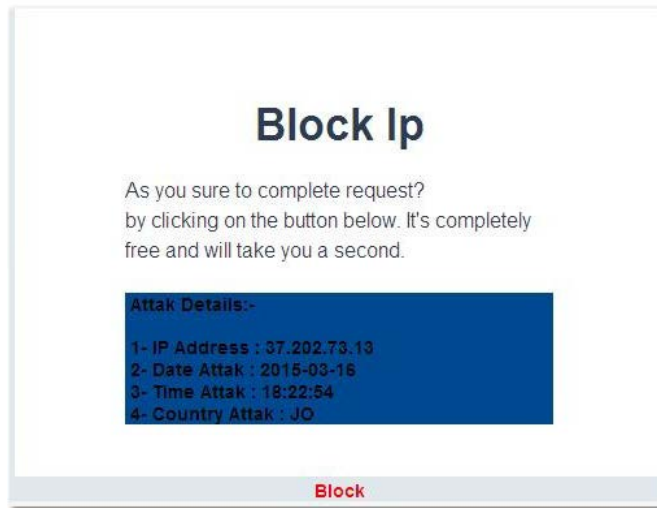 Block Ip
As you sure to complete request?
by clicking on the button below. It's completely
free and will take you a second.
Attak Details:-
1- IP Address : 37.202.73.13
2- Date Attak : 2015-03-16
3- Time Attak : 18:22:54
4- Country Attak : JO
Block